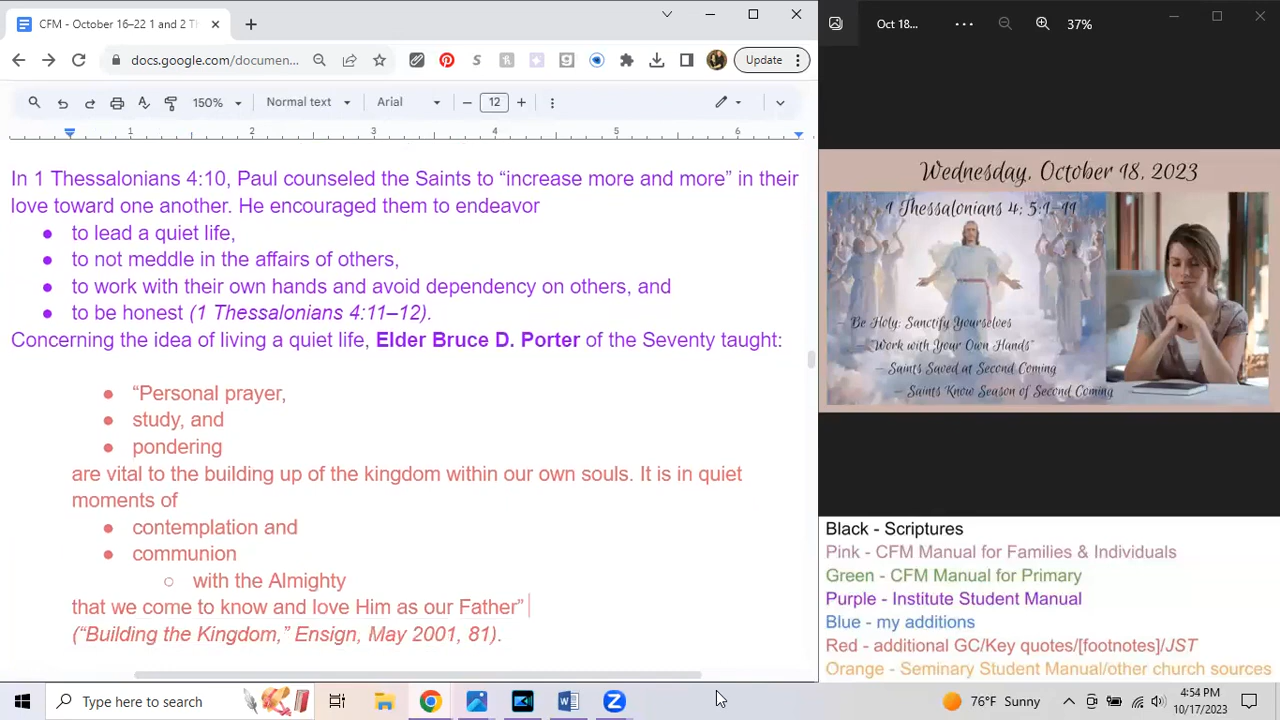 CFM - October 16–22 1 and 2 Th
docs.google.com/documen...
Update
150%
Normal text
Arial
12
1 2 3 4 5 6
In 1 Thessalonians 4:10, Paul counseled the Saints to “increase more and more” in their
love toward one another. He encouraged them to endeavor
● to lead a quiet life,
● to not meddle in the affairs of others,
● to work with their own hands and avoid dependency on others, and
● to be honest (1 Thessalonians 4:11–12).
Concerning the idea of living a quiet life, Elder Bruce D. Porter of the Seventy taught:
● “Personal prayer,
● study, and
● pondering
are vital to the building up of the kingdom within our own souls. It is in quiet
moments of
● contemplation and
● communion
○ with the Almighty
that we come to know and love Him as our Father”
(“Building the Kingdom,” Ensign, May 2001, 81).
Oct 18...
37%
Wednesday, October 18, 2023
1 Thessalonians 4; 5:1–11
– Be Holy: Sanctify Yourselves
– "Work with Your Own Hands"
– Saints Saved at Second Coming
– Saints Know Season of Second Coming
Black - Scriptures
Pink - CFM Manual for Families & Individuals
Green - CFM Manual for Primary
Purple - Institute Student Manual
Blue - my additions
Red - additional GC/Key quotes/[footnotes]/JST
Orange - Seminary Student Manual/other church sources
Type here to search
76°F Sunny
4:54 PM
10/17/2023